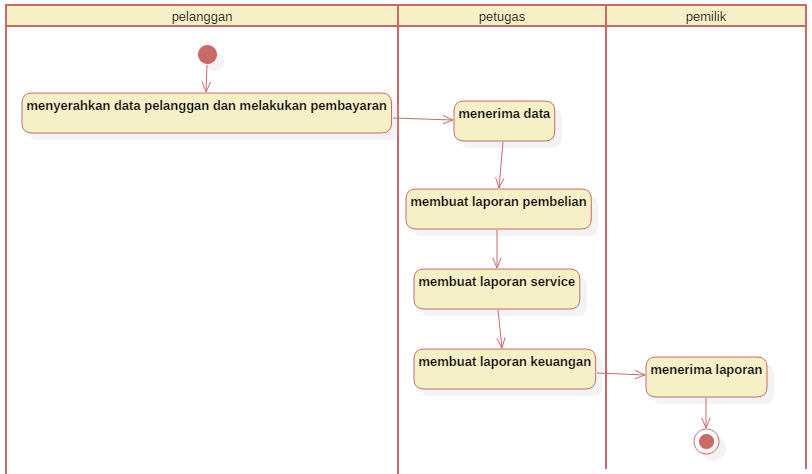 pelanggan
petugas
pemilik
menyerahkan data pelanggan dan melakukan pembayaran
menerima data
membuat laporan pembelian
membuat laporan service
membuat laporan keuangan
menerima laporan